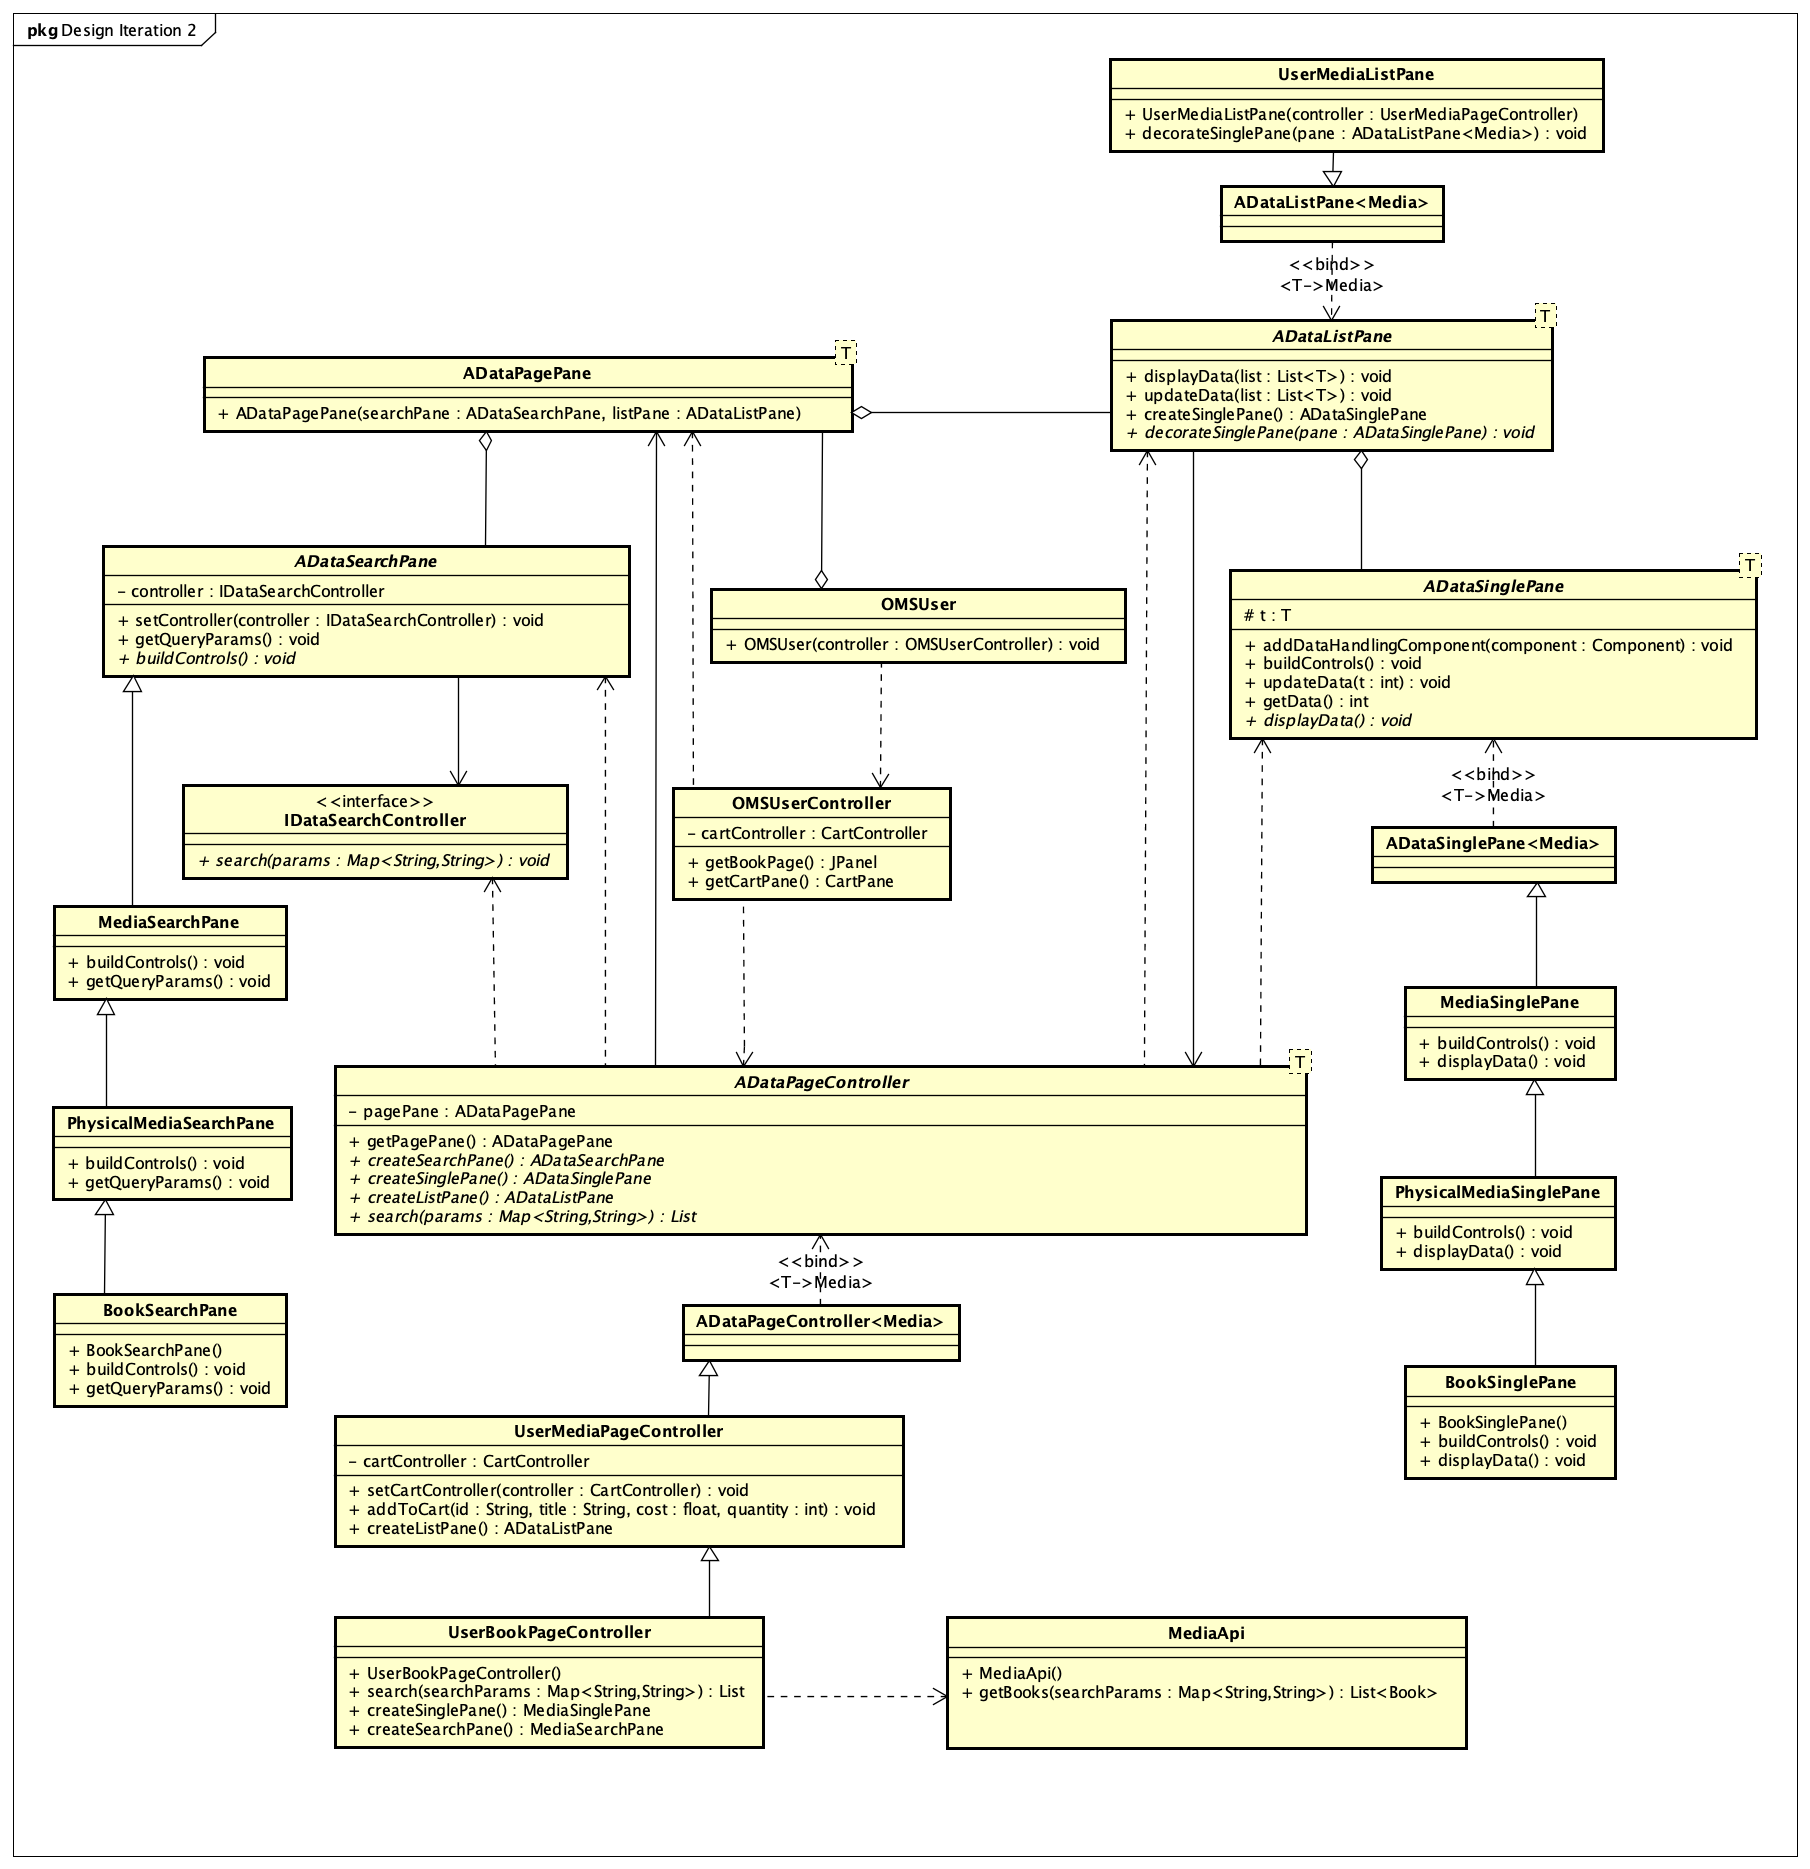 pkg Design Iteration 2
UserMediaListPane
+ UserMediaListPane(controller : UserMediaPageController)
+ decorateSinglePane(pane : ADataListPane<Media>) : void
ADataListPane<Media>
<<bind>>
<T->Media>
T
ADataListPane
+ displayData(list : List<T>) : void
+ updateData(list : List<T>) : void
+ createSinglePane() : ADataSinglePane
+ decorateSinglePane(pane : ADataSinglePane) : void
T
ADataPagePane
+ ADataPagePane(searchPane : ADataSearchPane, listPane : ADataListPane)
ADataSearchPane
- controller : IDataSearchController
+ setController(controller : IDataSearchController) : void
+ getQueryParams() : void
+ buildControls() : void
OMSUser
+ OMSUser(controller : OMSUserController) : void
T
ADataSinglePane
# t : T
+ addDataHandlingComponent(component : Component) : void
+ buildControls() : void
+ updateData(t : int) : void
+ getData() : int
+ displayData() : void
<<interface>>
IDataSearchController
+ search(params : Map<String,String>) : void
OMSUserController
- cartController : CartController
+ getBookPage() : JPanel
+ getCartPane() : CartPane
<<bind>>
<T->Media>
ADataSinglePane<Media>
MediaSearchPane
+ buildControls() : void
+ getQueryParams() : void
MediaSinglePane
+ buildControls() : void
+ displayData() : void
PhysicalMediaSearchPane
+ buildControls() : void
+ getQueryParams() : void
T
ADataPageController
- pagePane : ADataPagePane
+ getPagePane() : ADataPagePane
+ createSearchPane() : ADataSearchPane
+ createSinglePane() : ADataSinglePane
+ createListPane() : ADataListPane
+ search(params : Map<String,String>) : List
PhysicalMediaSinglePane
+ buildControls() : void
+ displayData() : void
<<bind>>
<T->Media>
ADataPageController<Media>
BookSearchPane
+ BookSearchPane()
+ buildControls() : void
+ getQueryParams() : void
BookSinglePane
+ BookSinglePane()
+ buildControls() : void
+ displayData() : void
UserMediaPageController
- cartController : CartController
+ setCartController(controller : CartController) : void
+ addToCart(id : String, title : String, cost : float, quantity : int) : void
+ createListPane() : ADataListPane
UserBookPageController
+ UserBookPageController()
+ search(searchParams : Map<String,String>) : List
+ createSinglePane() : MediaSinglePane
+ createSearchPane() : MediaSearchPane
MediaApi
+ MediaApi()
+ getBooks(searchParams : Map<String,String>) : List<Book>